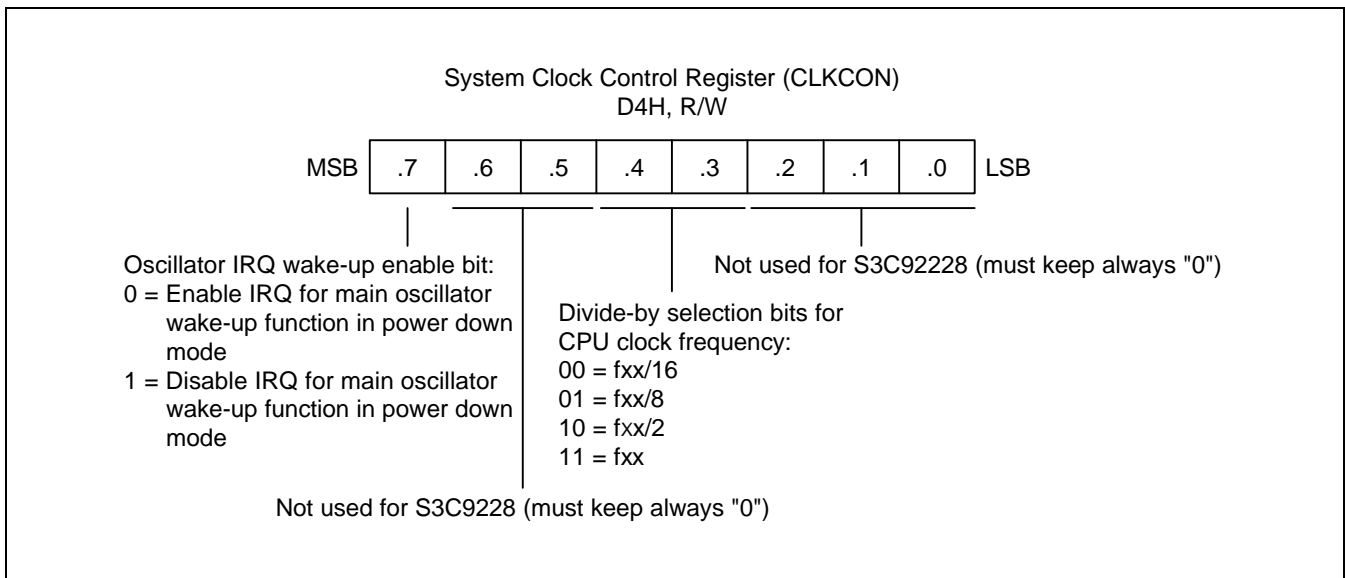 System Clock Control Register (CLKCON)
D4H, R/W
MSB .7 .6 .5 .4 .3 .2 .1 .0 LSB
Oscillator IRQ wake-up enable bit:
0 = Enable IRQ for main oscillator
wake-up function in power down
mode
1 = Disable IRQ for main oscillator
wake-up function in power down
mode
Not used for S3C92228 (must keep always "0")
Divide-by selection bits for
CPU clock frequency:
00 = fxx/16
01 = fxx/8
10 = fxx/2
11 = fxx
Not used for S3C9228 (must keep always "0")